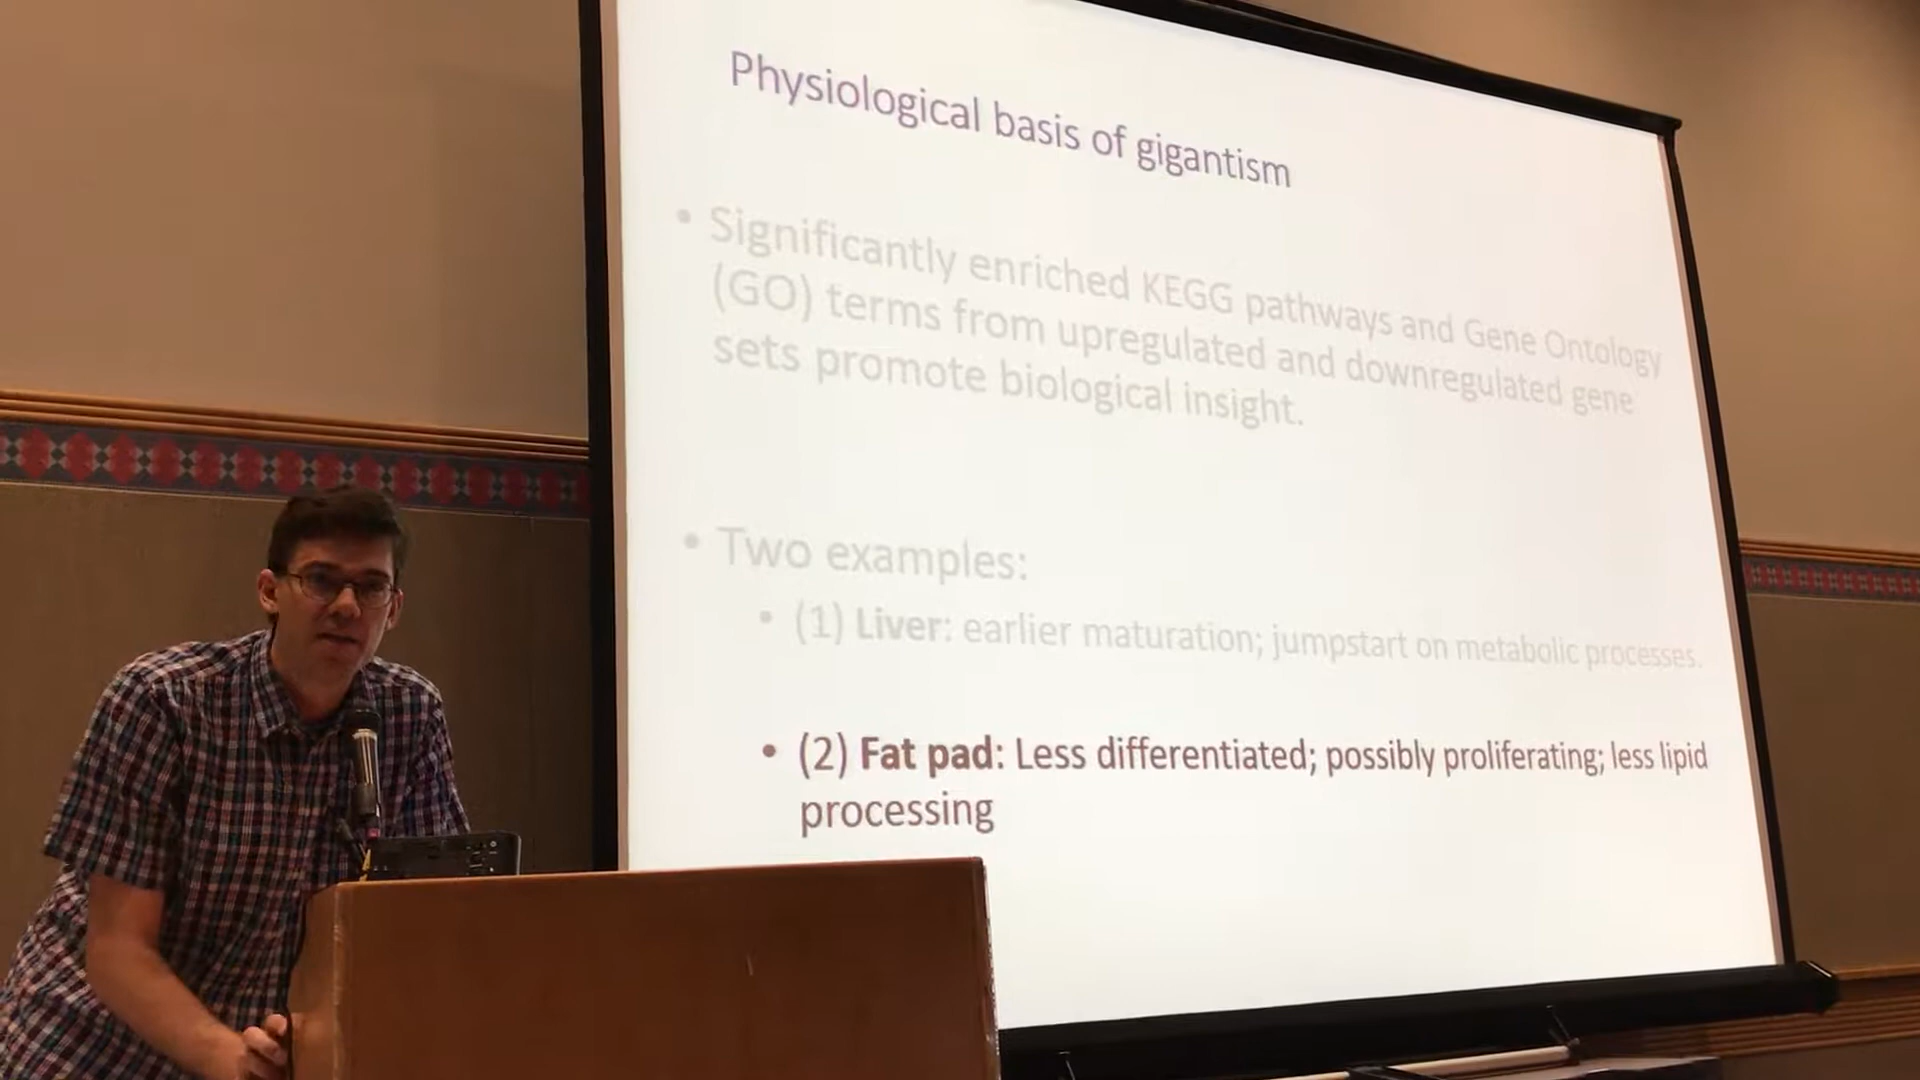 Physiological basis of gigantism
• Significantly enriched KEGG pathways and Gene Ontology
(GO) terms from upregulated and downregulated gene
sets promote biological insight.
• Two examples:
• (1) Liver: earlier maturation; jumpstart on metabolic processes.
• (2) Fat pad: Less differentiated; possibly proliferating; less lipid
processing